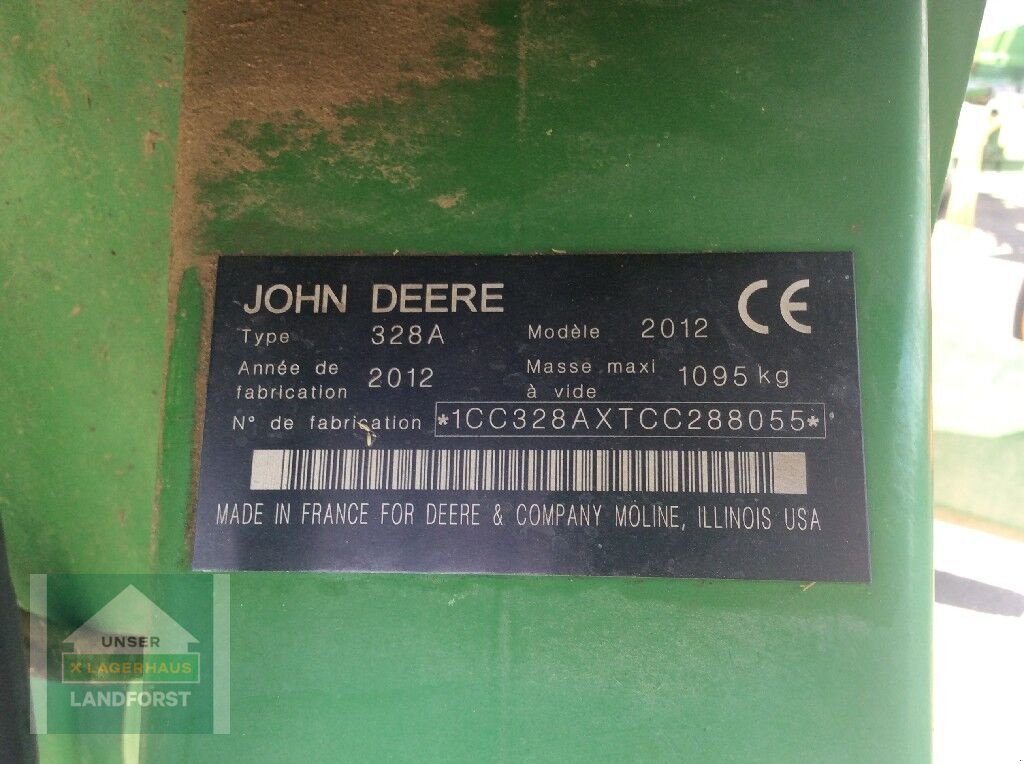 JOHN DEERE CE
Type 328A Modèle 2012
Année de fabrication 2012 Masse maxi à vide 1095 kg
N° de fabrication *1CC328AXTCC288055*
MADE IN FRANCE FOR DEERE & COMPANY MOLINE, ILLINOIS USA
UNSER
X LAGERHAUS
LANDFORST